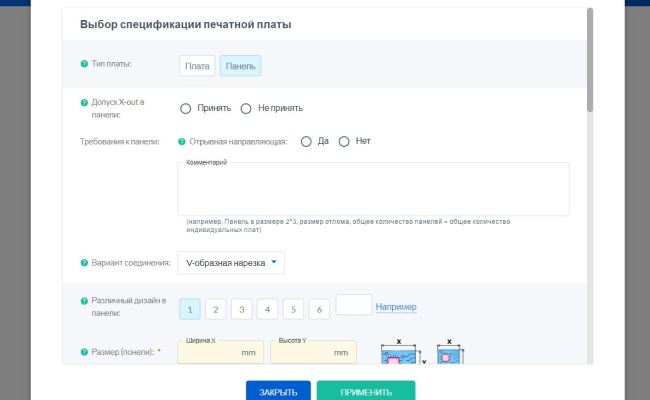 Выбор спецификации печатной платы
Тип платы: Плата Панель
Допуск X-out в панели: Принять Не принять
Требования к панели: Отрывная направляющая: Да Нет
Комментарий
(например, Панель в размере 2*3, размер отлома, общее количество панелей = общее количество
индивидуальных плат)
Вариант соединения: V-образная нарезка
Различный дизайн в панели: 1 2 3 4 5 6 Например
Размер (понели): * Ширина X mm Высота Y mm
X X
Y Y
ЗАКРЫТЬ ПРИМЕНИТЬ